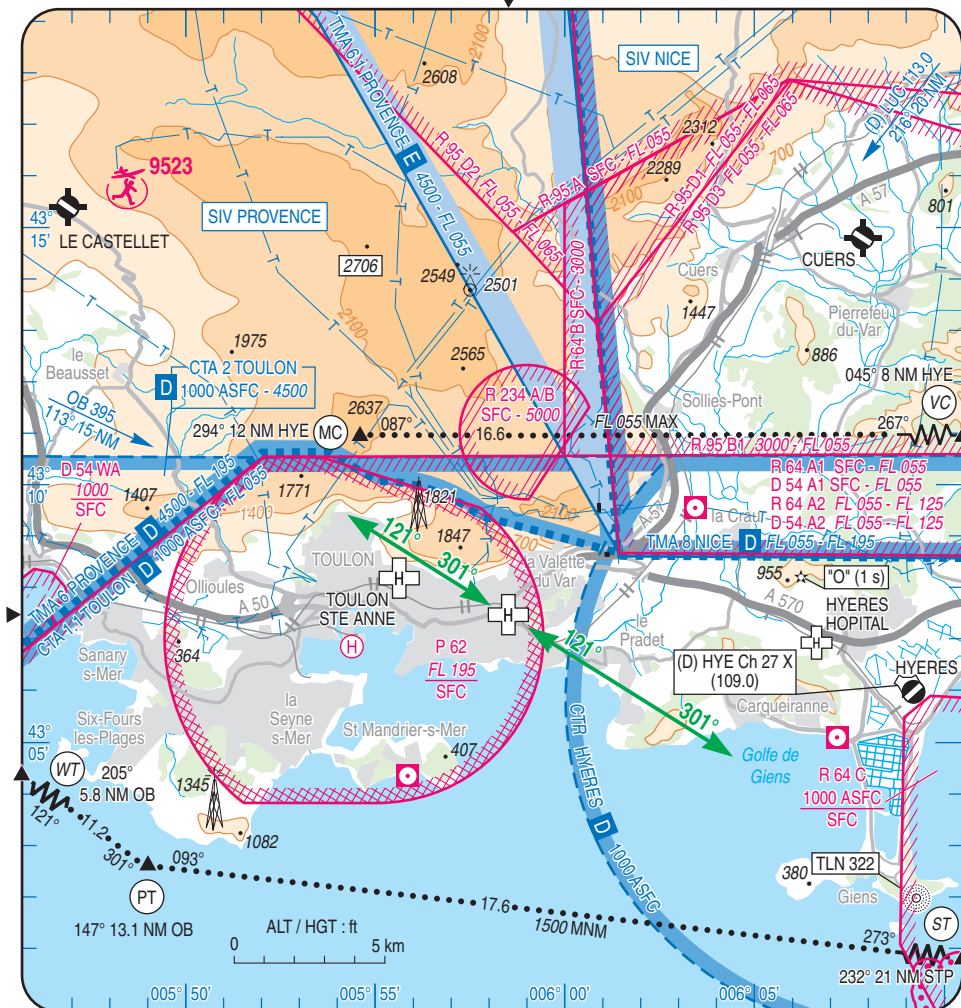 TMA 6.1 PROVENCE E 4500 - FL 055
2100
2608
SIV NICE
2100
(D) LUC 113.0
216° 20 NM
R 95 D2 FL 055 - FL 065
R 95 A SFC - FL 055
2312
R 95 D1 FL 055 - FL 065
R 95 D3 FL 055 - FL 065
700
2289
2100
A 57
801
9523
43°
15'
LE CASTELLET
SIV PROVENCE
CUERS
2706
2549
2501
Cuers
R 64 B SFC - 3000
2100
1447
Pierrefeu
du-Var
1975
886
le
Beausset
CTA 2 TOULON
D 1000 ASFC - 4500
2565
045° 8 NM HYE
OB 395
113° 15 NM
R 234 A/B
SFC - 5000
Sollies-Pont
VC
2637
294° 12 NM HYE
MC
087°
16.6
FL 055 MAX
267°
R 95 B1 3000 - FL 055
43°
10'
D 54 WA
1000
SFC
R 64 A1 SFC - FL 055
D 54 A1 SFC - FL 055
R 64 A2 FL 055 - FL 125
D 54 A2 FL 055 - FL 125
1407
1400
1771
1821
2100
A 57
la Crau
TMA 8 NICE D FL 055 - FL 195
TMA 6 PROVENCE D 4500 - FL 195
CTA 1.1 TOULON D 1000 ASFC - FL 055
121°
301°
1847
700
TOULON
La Valette
du Var
955
"O" (1 s)
Ollioules
A 50
H
TOULON
STE ANNE
H
H
A 570
HYERES
HOPITAL
H
364
P 62
FL 195
SFC
121°
301°
le
Pradet
(D) HYE Ch 27 X
(109.0)
HYERES
Sanary
s-Mer
la
Seyne
s-Mer
Carqueiranne
Six-Fours
les-Plages
St Mandrier-s-Mer
407
43°
05'
Golfe de
Giens
WT
205°
5.8 NM OB
1345
R 64 C
1000 ASFC
SFC
121°
11.2
301°
1082
CTR HYERES D 1000 ASFC
TLN 322
380
Giens
093°
PT
147° 13.1 NM OB
17.6
1500 MNM
ST
273°
232° 21 NM STP
ALT / HGT : ft
0 5 km
005° 50'
005° 55'
006° 00'
006° 05'